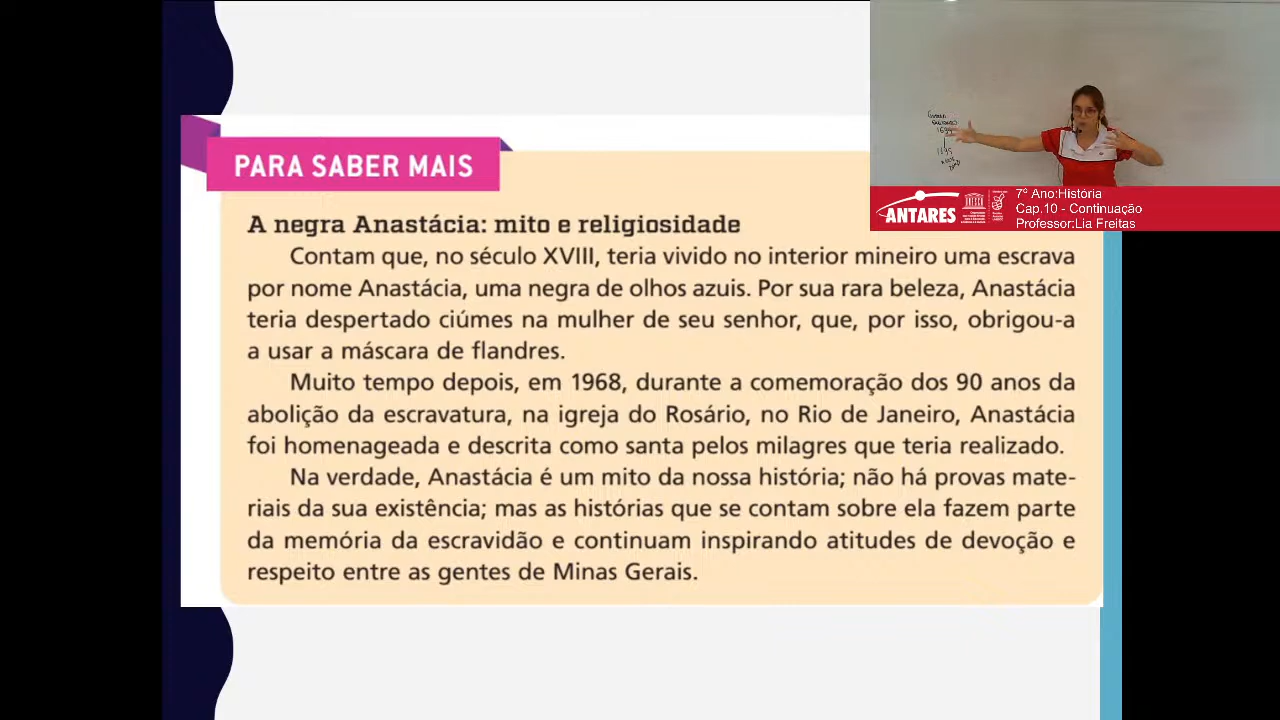 PARA SABER MAIS
A negra Anastácia: mito e religiosidade
Contam que, no século XVIII, teria vivido no interior mineiro uma escrava
por nome Anastácia, uma negra de olhos azuis. Por sua rara beleza, Anastácia
teria despertado ciúmes na mulher de seu senhor, que, por isso, obrigou-a
a usar a máscara de flandres.
Muito tempo depois, em 1968, durante a comemoração dos 90 anos da
abolição da escravatura, na igreja do Rosário, no Rio de Janeiro, Anastácia
foi homenageada e descrita como santa pelos milagres que teria realizado.
Na verdade, Anastácia é um mito da nossa história; não há provas mate-
riais da sua existência; mas as histórias que se contam sobre ela fazem parte
da memória da escravidão e continuam inspirando atitudes de devoção e
respeito entre as gentes de Minas Gerais.
ANTARES
7º Ano:História
Cap.10 - Continuação
Professor:Lia Freitas